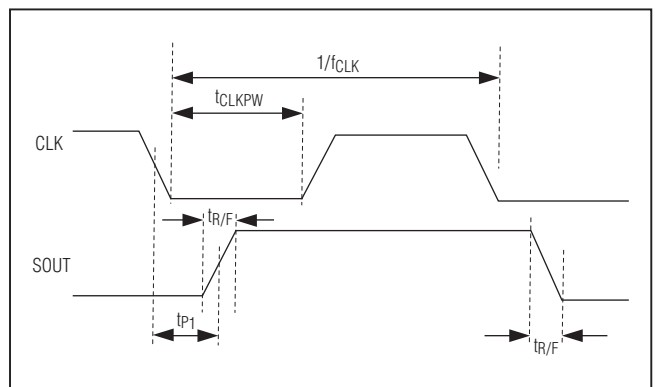 1/fCLK
tCLKPW
CLK
tR/F
SOUT
tP1
tR/F